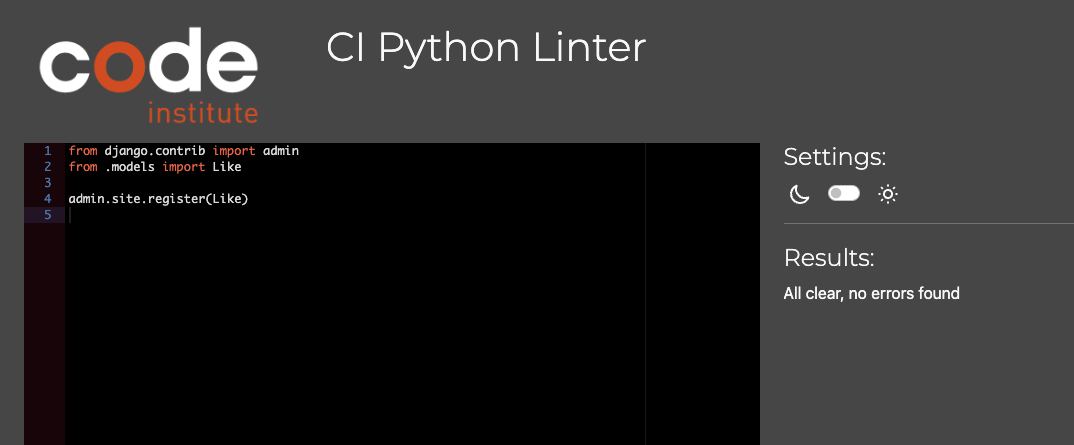 code
institute
CI Python Linter
1 from django.contrib import admin
2 from .models import Like
3
4 admin.site.register(Like)
5
Settings:
Results:
All clear, no errors found